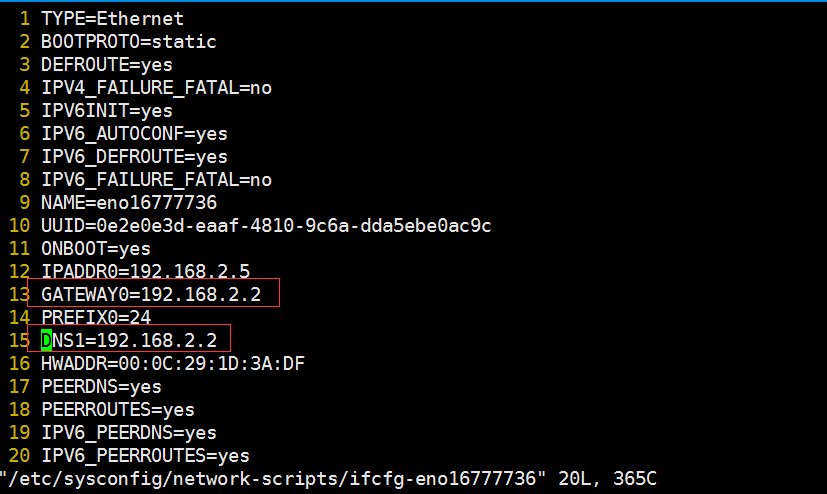 1 TYPE=Ethernet
2 BOOTPROTO=static
3 DEFROUTE=yes
4 IPV4_FAILURE_FATAL=no
5 IPV6INIT=yes
6 IPV6_AUTOCONF=yes
7 IPV6_DEFROUTE=yes
8 IPV6_FAILURE_FATAL=no
9 NAME=eno16777736
10 UUID=0e2e0e3d-eaaf-4810-9c6a-dda5ebe0ac9c
11 ONBOOT=yes
12 IPADDR0=192.168.2.5
13 GATEWAY0=192.168.2.2
14 PREFIX0=24
15 DNS1=192.168.2.2
16 HWADDR=00:0C:29:1D:3A:DF
17 PEERDNS=yes
18 PEERROUTES=yes
19 IPV6_PEERDNS=yes
20 IPV6_PEERROUTES=yes
"/etc/sysconfig/network-scripts/ifcfg-eno16777736" 20L, 365C